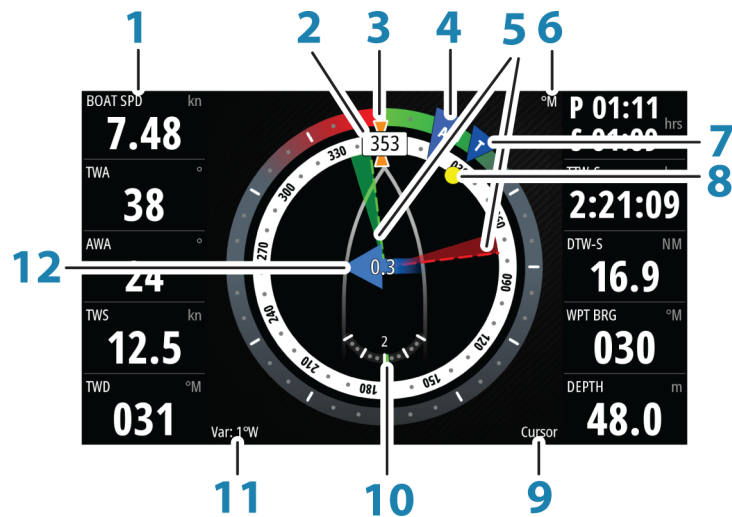 1 2 3 4 5 6
BOAT SPD kn
7.48
TWA °
38
AWA °
24
TWS kn
12.5
TWD °M
031
°M
P 01:11
hrs
7
8
2:21:09
DTW-S NM
16.9
WPT BRG °M
030
DEPTH m
48.0
A
T
353
330
300
270
240
210
180
150
120
060
0.3
2
12
Var: 1°W
Cursor
11 10 9